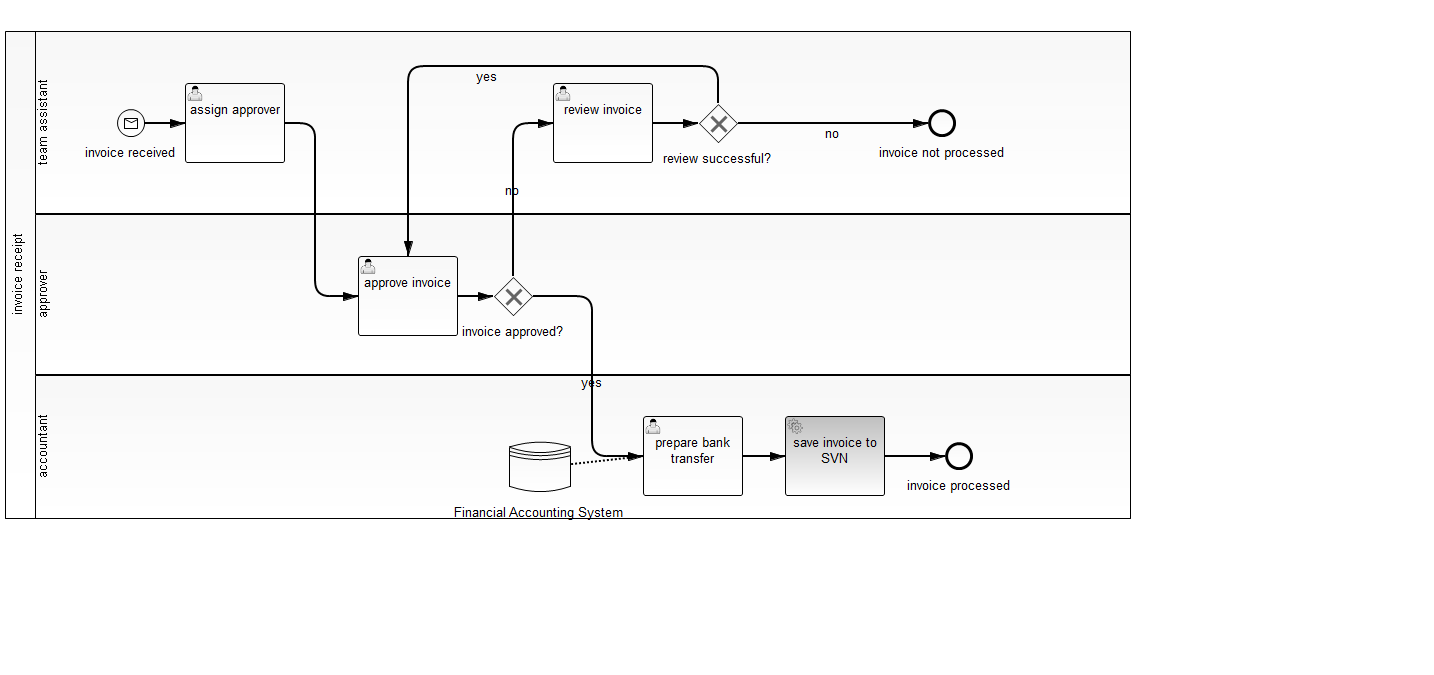 invoice receipt
team assistant
invoice received
assign approver
yes
no
review invoice
review successful?
no
invoice not processed
approver
approve invoice
invoice approved?
yes
accountant
Financial Accounting System
prepare bank
transfer
save invoice to
SVN
invoice processed